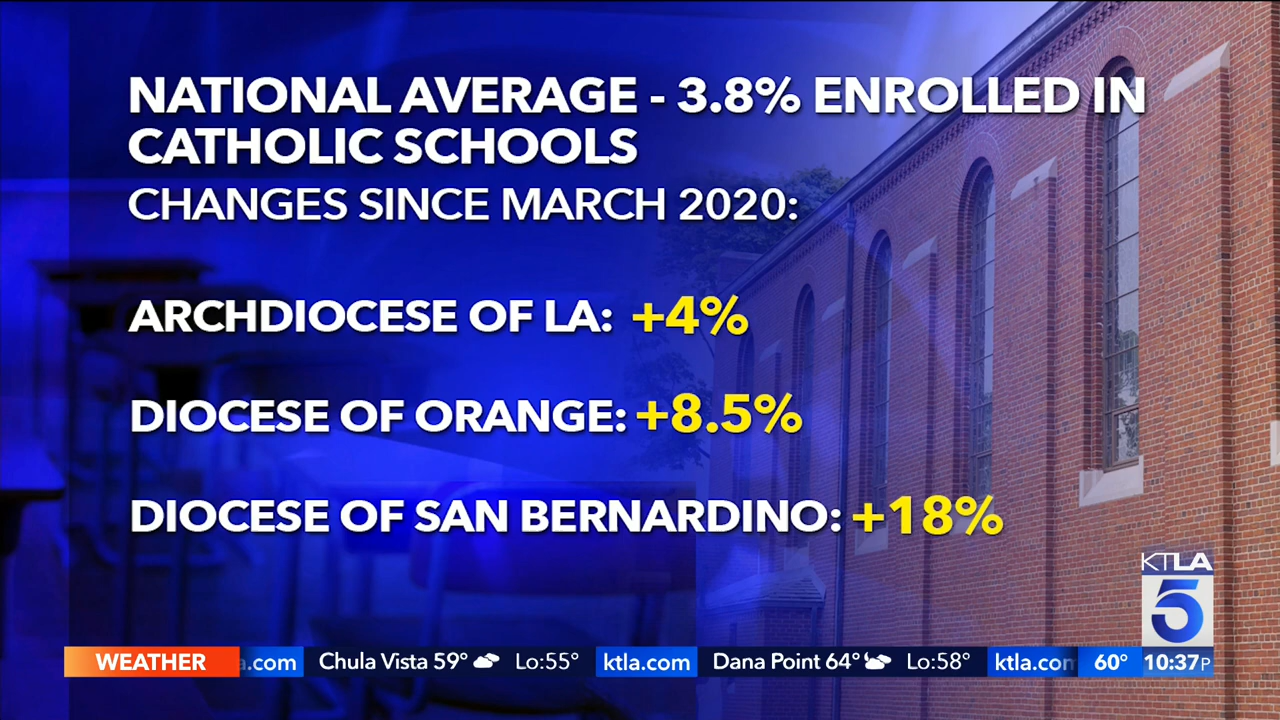 NATIONAL AVERAGE - 3.8% ENROLLED IN
CATHOLIC SCHOOLS
CHANGES SINCE MARCH 2020:
ARCHDIOCESE OF LA: +4%
DIOCESE OF ORANGE: +8.5%
DIOCESE OF SAN BERNARDINO: +18%
KTLA
5
WEATHER a.com Chula Vista 59° Lo:55° ktla.com Dana Point 64° Lo:58° ktla.com 60° 10:37P